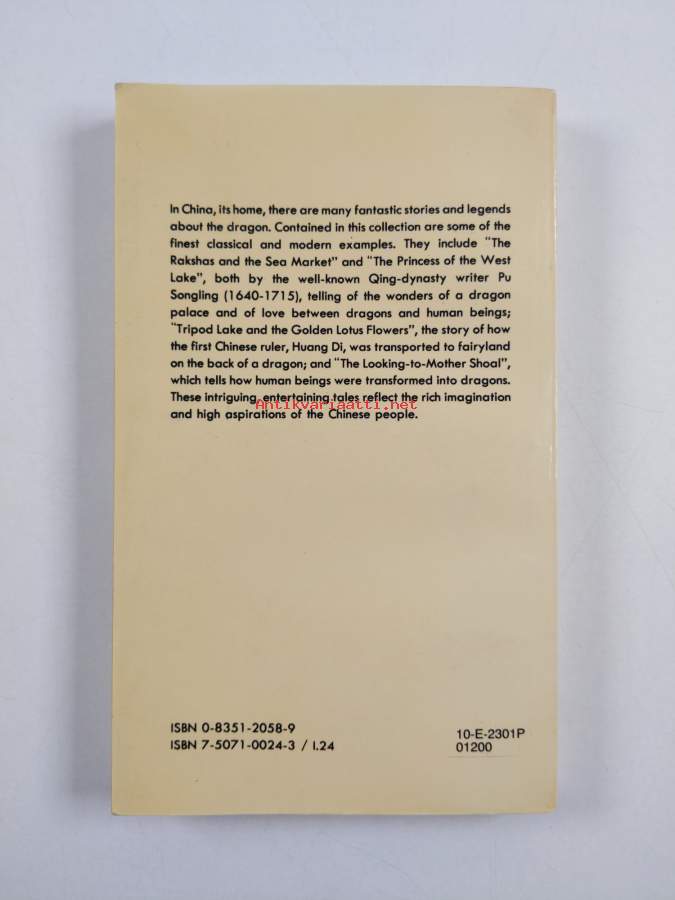 In China, its home, there are many fantastic stories and legends
about the dragon. Contained in this collection are some of the
finest classical and modern examples. They include "The
Rakshas and the Sea Market" and "The Princess of the West
Lake", both by the well-known Qing-dynasty writer Pu
Songling (1640-1715), telling of the wonders of a dragon
palace and of love between dragons and human beings;
"Tripod Lake and the Golden Lotus Flowers", the story of how
the first Chinese ruler, Huang Di, was transported to fairyland
on the back of a dragon; and "The Looking-to-Mother Shoal",
which tells how human beings were transformed into dragons.
These intriguing, entertaining tales reflect the rich imagination
Antikvariaatti.net
and high aspirations of the Chinese people.
ISBN 0-8351-2058-9
ISBN 7-5071-0024-3 / I.24
10-E-2301P
01200